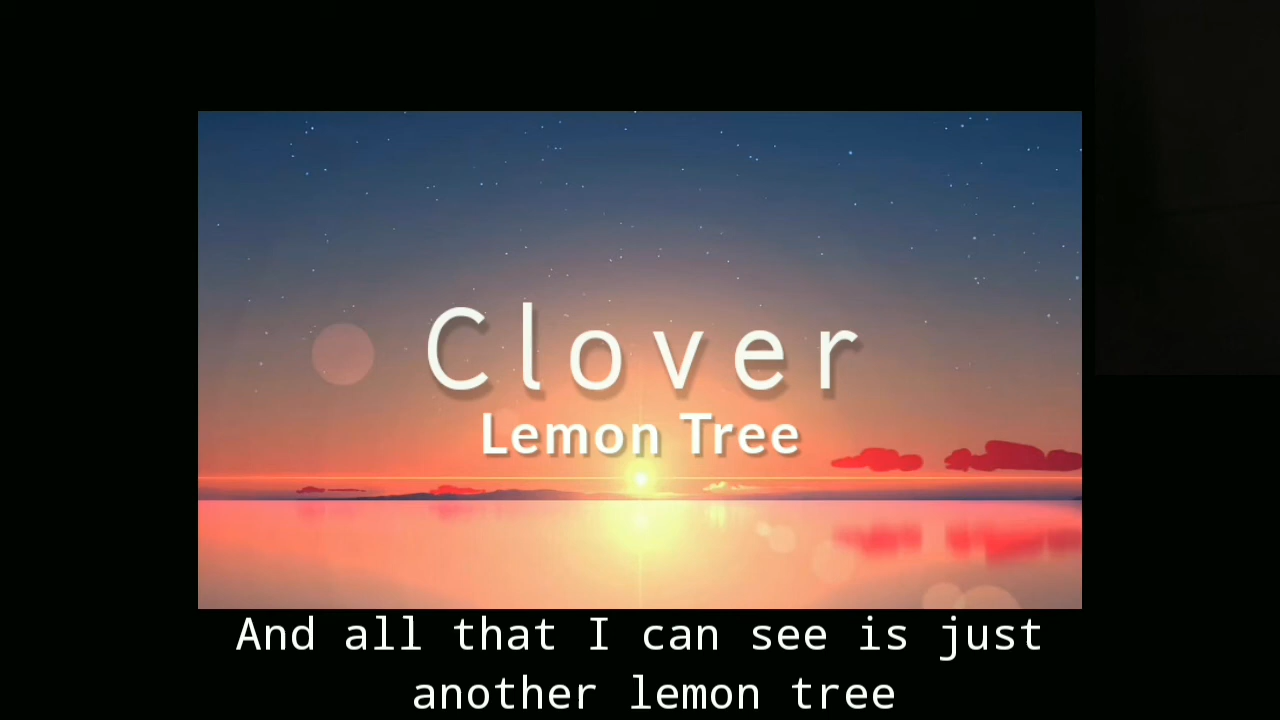 Clover
Lemon Tree
And all that I can see is just
another lemon tree